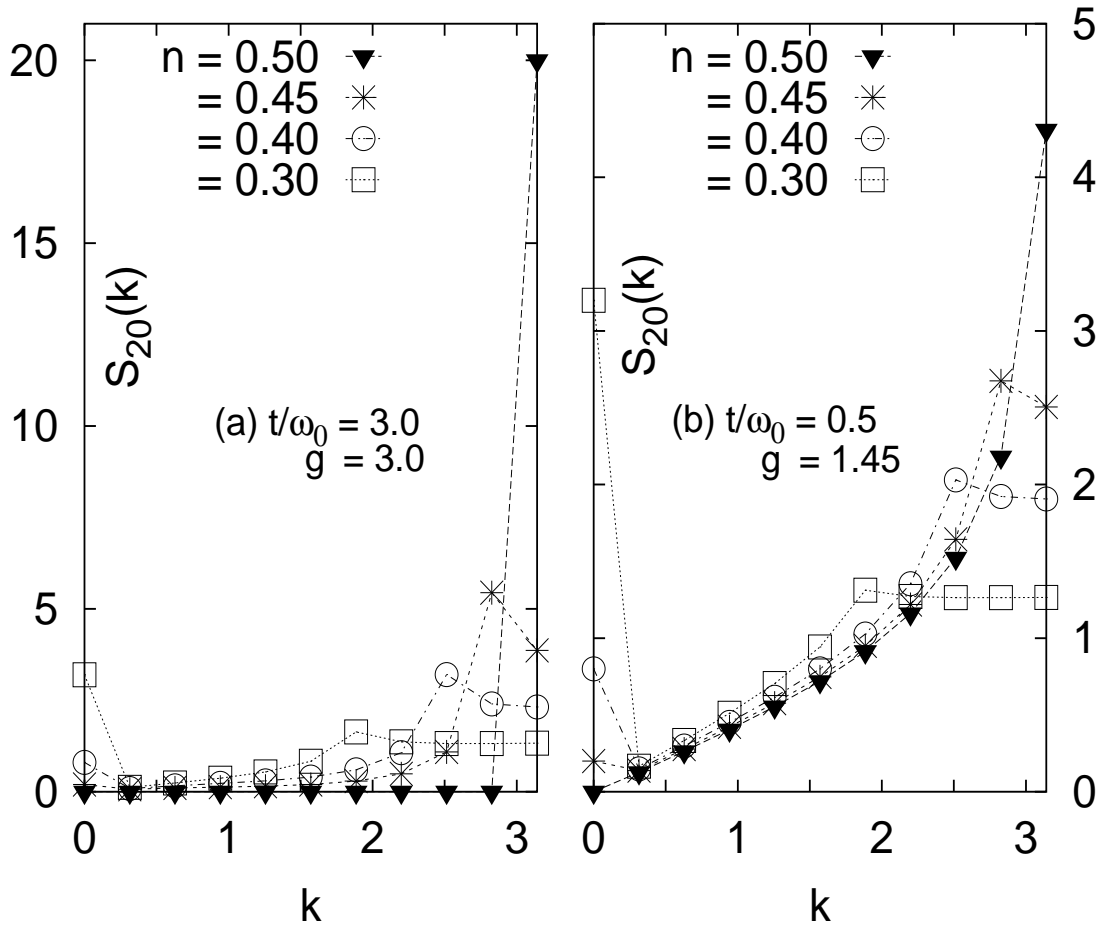 20
15
10
5
0
0
1
2
3
k
S₂₀(k)
n = 0.50
= 0.45
= 0.40
= 0.30
(a) t/ω₀ = 3.0
g = 3.0
n = 0.50
= 0.45
= 0.40
= 0.30
S₂₀(k)
(b) t/ω₀ = 0.5
g = 1.45
5
4
3
2
1
0
0
1
2
3
k